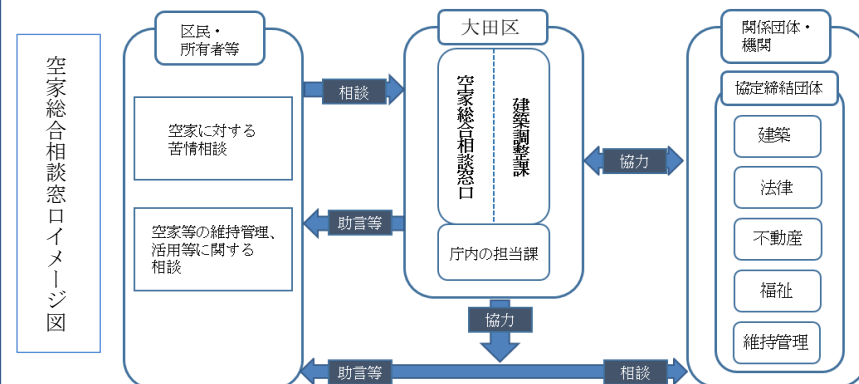 空家総合相談窓口イメージ図
区民・
所有者等
空家に対する
苦情相談
空家等の維持管理、
活用等に関する
相談
相談
助言等
大田区
空家総合相談窓口
建築調整課
庁内の担当課
協力
協力
助言等
相談
関係団体・
機関
協定締結団体
建築
法律
不動産
福祉
維持管理